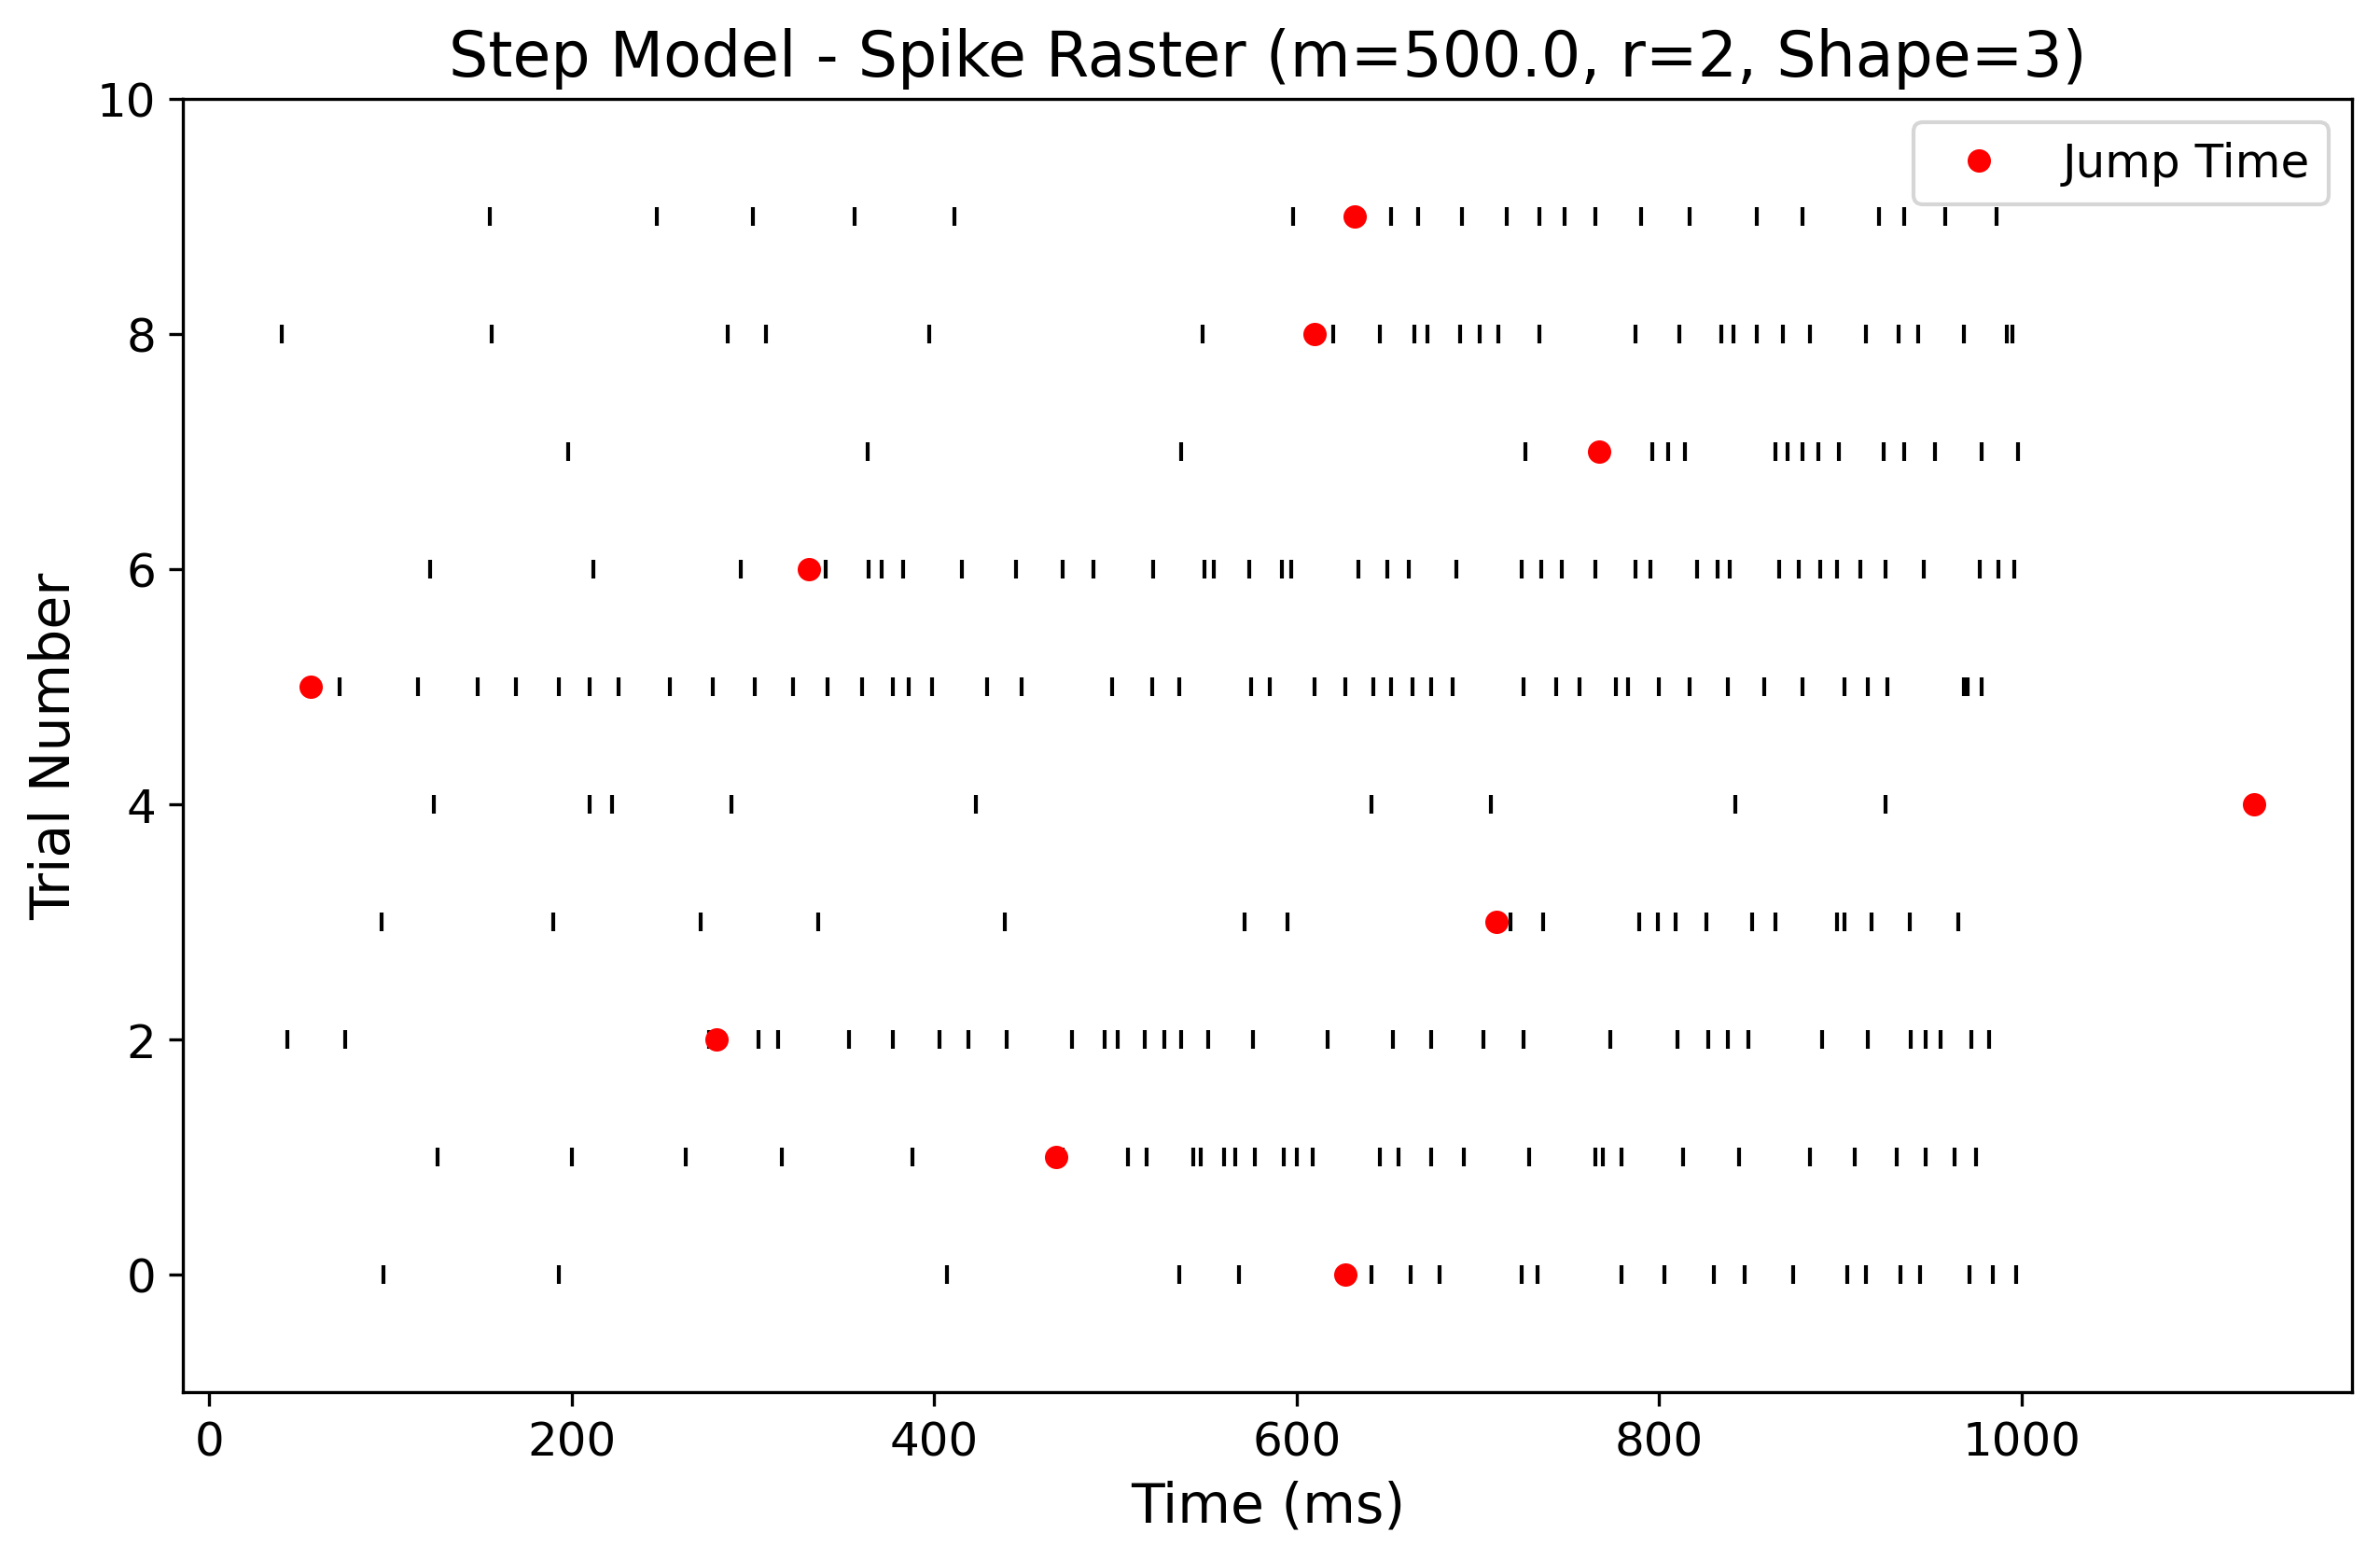 Step Model - Spike Raster (m=500.0, r=2, Shape=3)
Jump Time
Trial Number
10
8
6
4
2
0
0 200 400 600 800 1000
Time (ms)